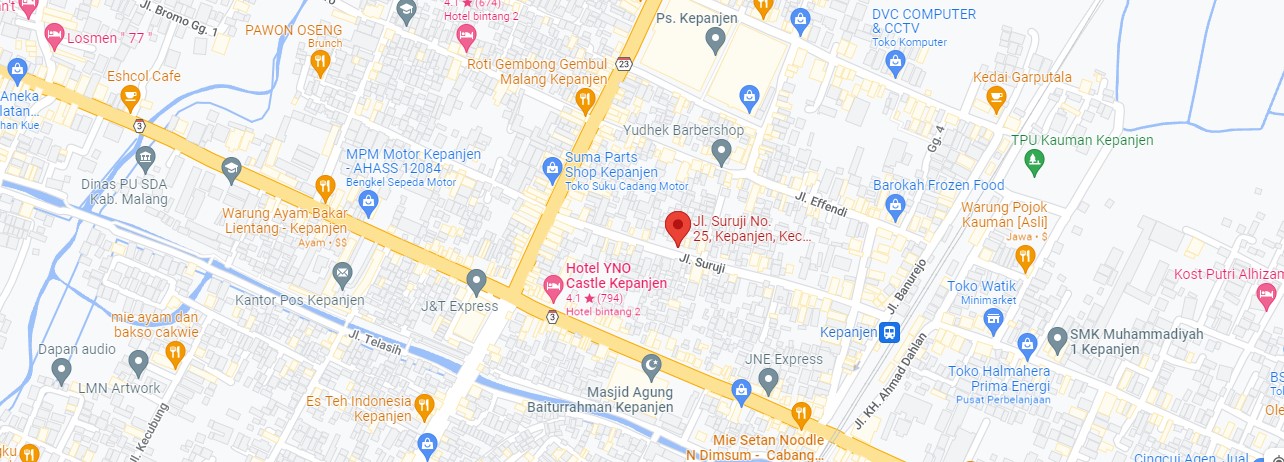 n't
Jl. Bromo Gg. 1
4.1 ★ (674)
Hotel bintang 2
Ps. Kepanjen
DVC COMPUTER
& CCTV
Toko Komputer
Losmen " 77 "
PAWON OSENG
Brunch
23
Roti Gembong Gembul
Malang Kepanjen
Eshcol Cafe
Kedai Garputala
Aneka
latan...
han Kue
3
Yudhek Barbershop
Gg. 4
TPU Kauman Kepanjen
MPM Motor Kepanjen
- AHASS 12084
Bengkel Sepeda Motor
Suma Parts
Shop Kepanjen
Toko Suku Cadang Motor
Dinas PU SDA
Kab. Malang
Jl. Effendi
Barokah Frozen Food
Warung Ayam Bakar
Lientang - Kepanjen
Ayam • $$
Warung Pojok
Kauman [Asli]
Jawa • $
Jl. Suruji No.
25, Kepanjen, Kec...
Jl. Suruji
Hotel YNO
Castle Kepanjen
4.1 ★ (794)
Hotel bintang 2
Jl. Banurejo
Kost Putri Alhizan
Kantor Pos Kepanjen
J&T Express
3
Toko Watik
Minimarket
mie ayam dan
bakso cakwie
Kepanjen
SMK Muhammadiyah
1 Kepanjen
Dapan audio
Jl. Telasih
Jl. KH. Ahmad Dahlan
JNE Express
Toko Halmahera
Prima Energi
Pusat Perbelanjaan
LMN Artwork
Masjid Agung
Baiturrahman Kepanjen
BS
Ole
Es Teh Indonesia
Kepanjen
Jl. Kecubung
Mie Setan Noodle
N Dimsum - Cabang...
gku
Cingcui Agen Jual